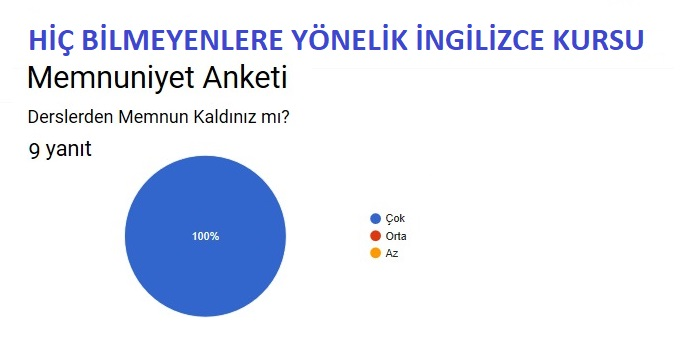 HİÇ BİLMEYENLERE YÖNELİK İNGİLİZCE KURSU
Memnuniyet Anketi
Derslerden Memnun Kaldınız mı?
9 yanıt
100%
Çok
Orta
Az